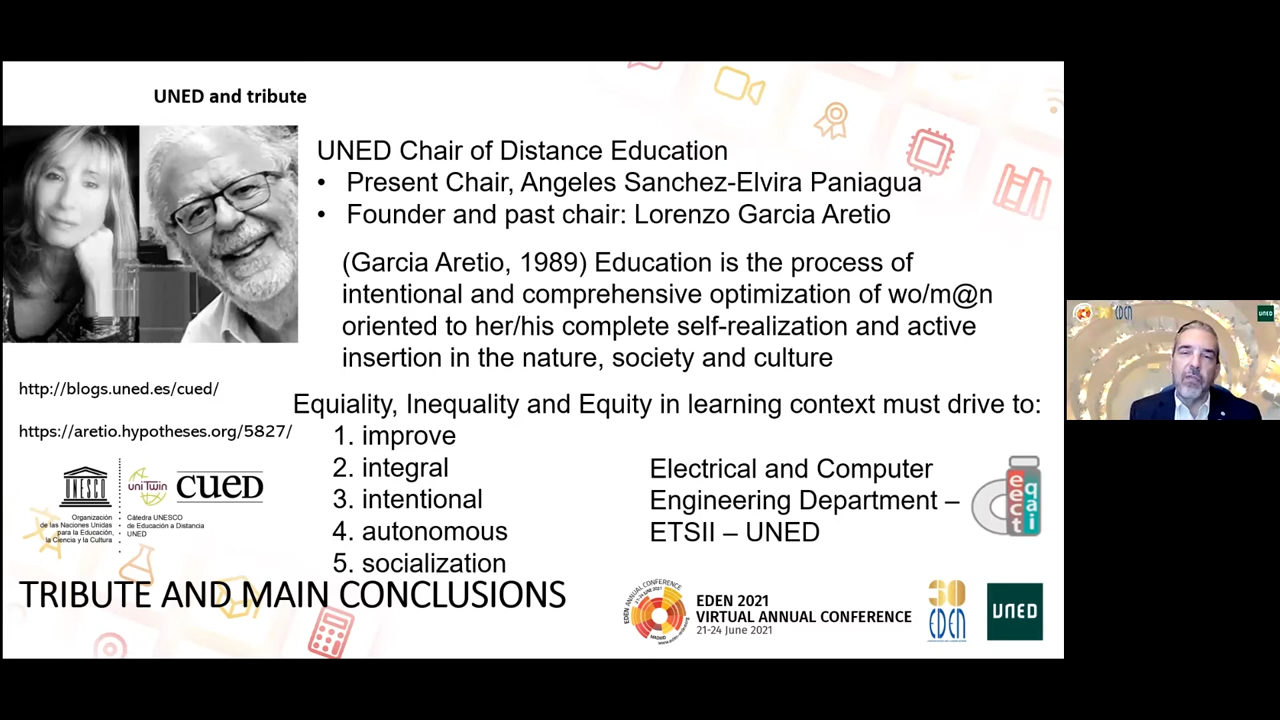 UNED and tribute
UNED Chair of Distance Education
• Present Chair, Angeles Sanchez-Elvira Paniagua
• Founder and past chair: Lorenzo Garcia Aretio
(Garcia Aretio, 1989) Education is the process of
intentional and comprehensive optimization of wo/m@n
oriented to her/his complete self-realization and active
insertion in the nature, society and culture
http://blogs.uned.es/cued/
https://aretio.hypotheses.org/5827/
Equiality, Inequality and Equity in learning context must drive to:
1. improve
2. integral
3. intentional
4. autonomous
5. socialization
Electrical and Computer
Engineering Department –
ETSII – UNED
UNESCO
uniTwin
CUED
Organización
de las Naciones Unidas
para la Educación,
la Ciencia y la Cultura
Cátedra UNESCO
de Educación a Distancia
UNED
TRIBUTE AND MAIN CONCLUSIONS
EDEN 2021
VIRTUAL ANNUAL CONFERENCE
21-24 June 2021
30
EDEN
UNED
EDEN
UNED